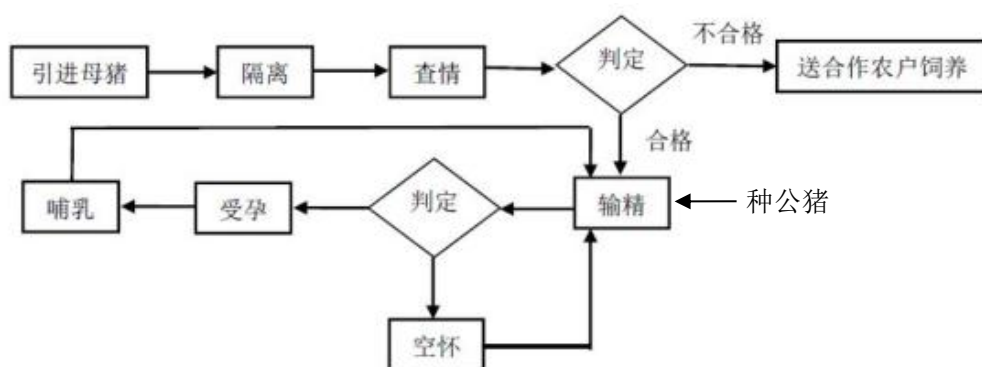 不合格
引进母猪
隔离
查情
判定
送合作农户饲养
合格
哺乳
受孕
判定
输精
种公猪
空怀